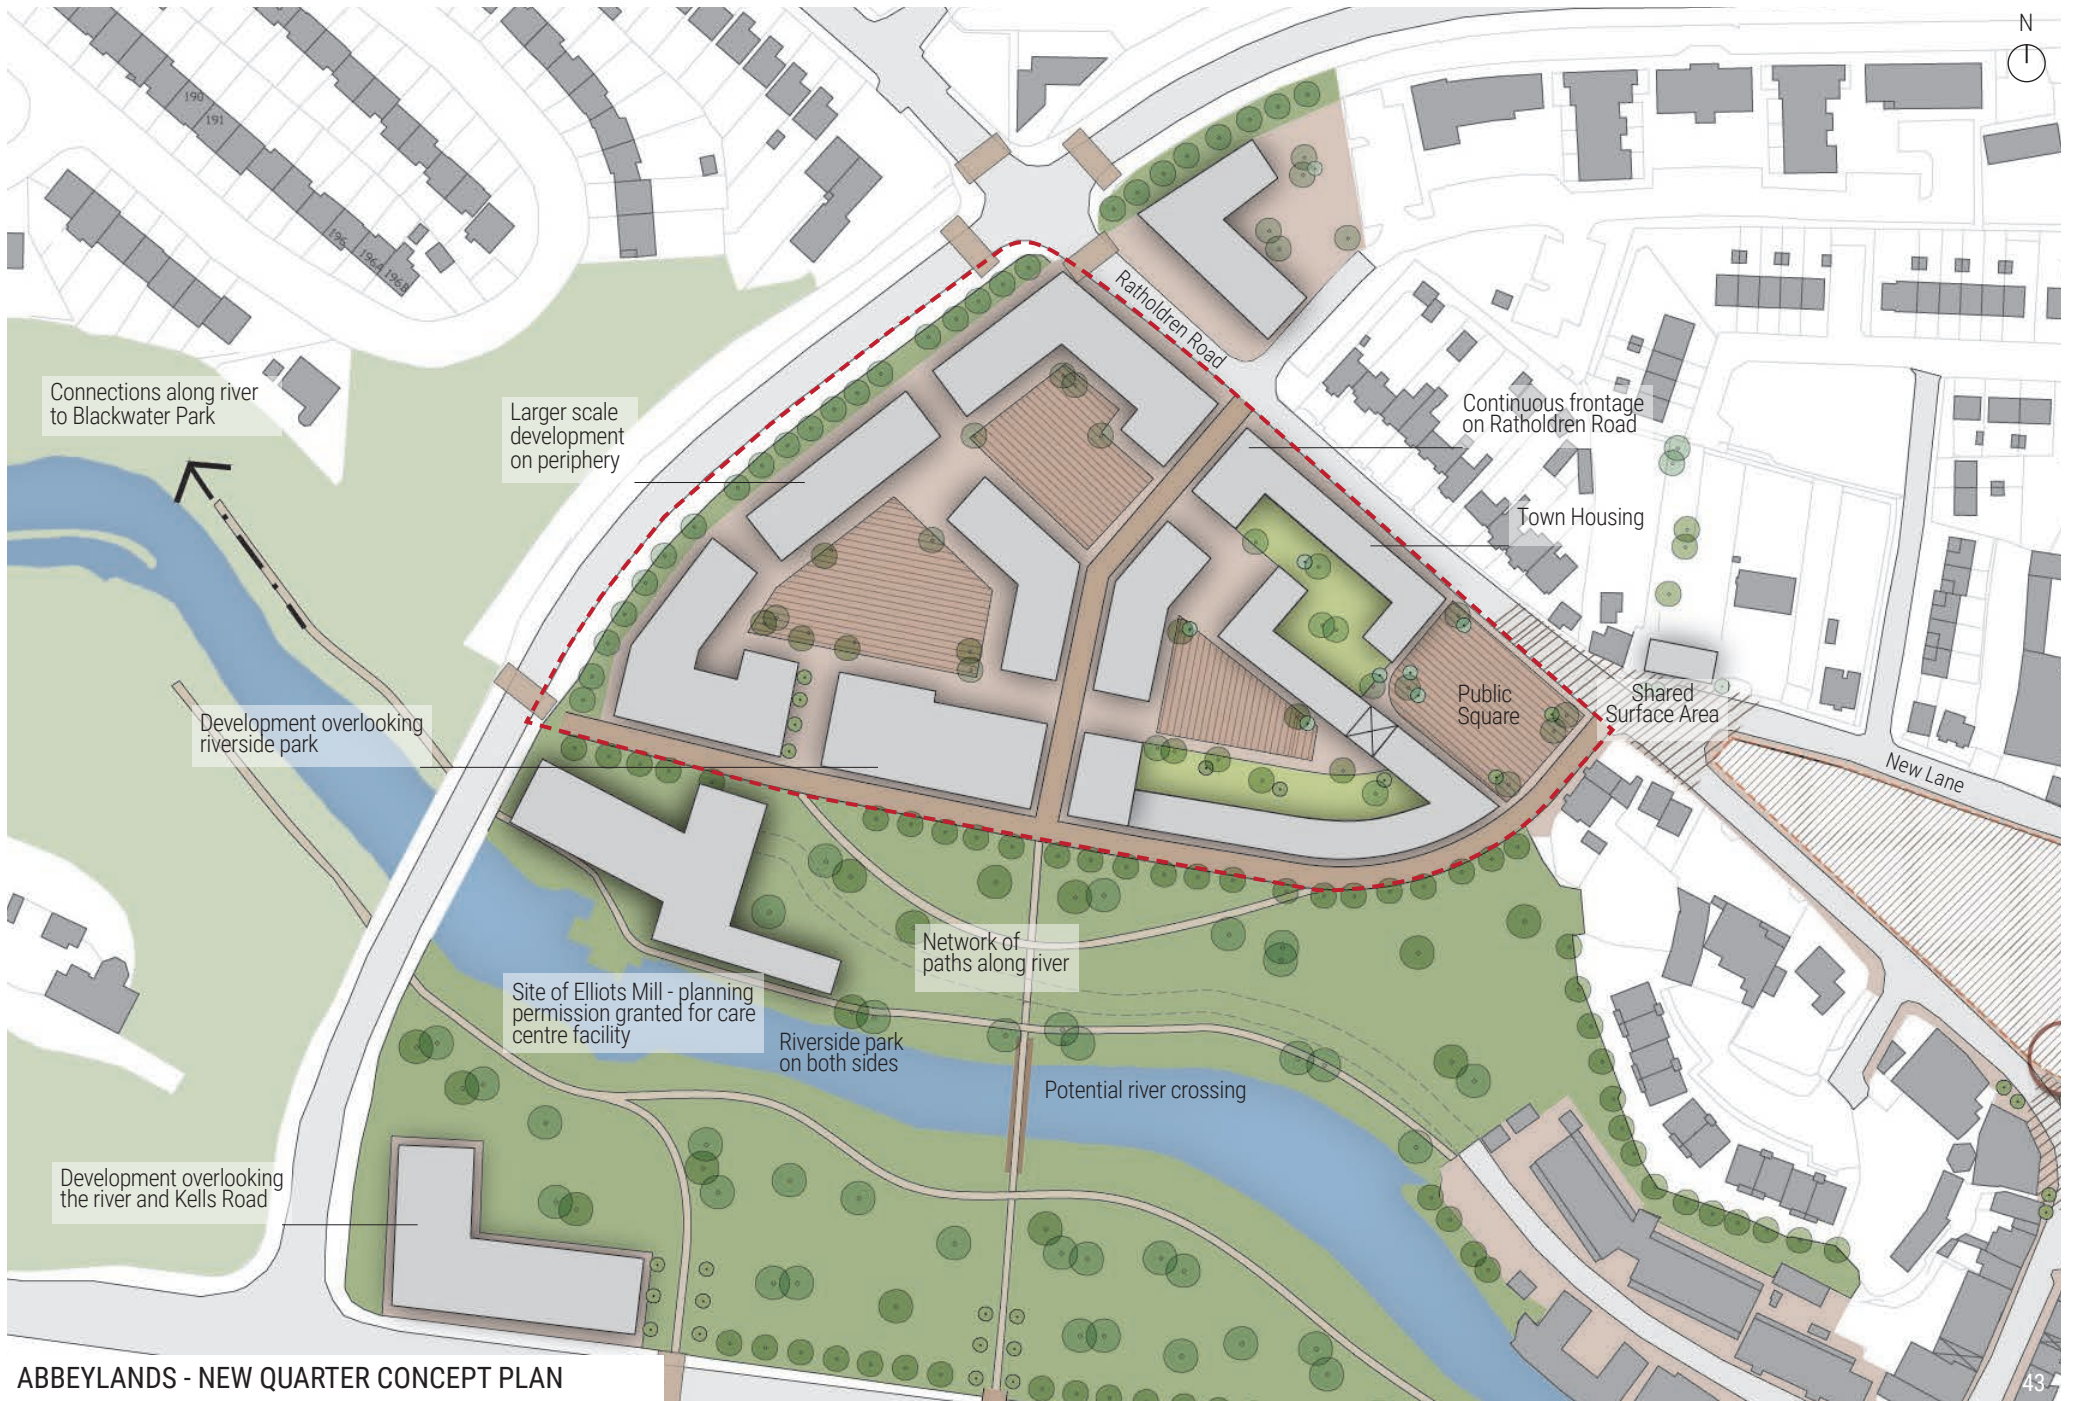 N
190
191
196
196A
196B
Ratholdren Road
Connections along river
to Blackwater Park
Larger scale
development
on periphery
Continuous frontage
on Ratholdren Road
Town Housing
Public
Square
Shared
Surface Area
Development overlooking
riverside park
New Lane
Network of
paths along river
Site of Elliots Mill - planning
permission granted for care
centre facility
Riverside park
on both sides
Potential river crossing
Development overlooking
the river and Kells Road
ABBEYLANDS - NEW QUARTER CONCEPT PLAN
43